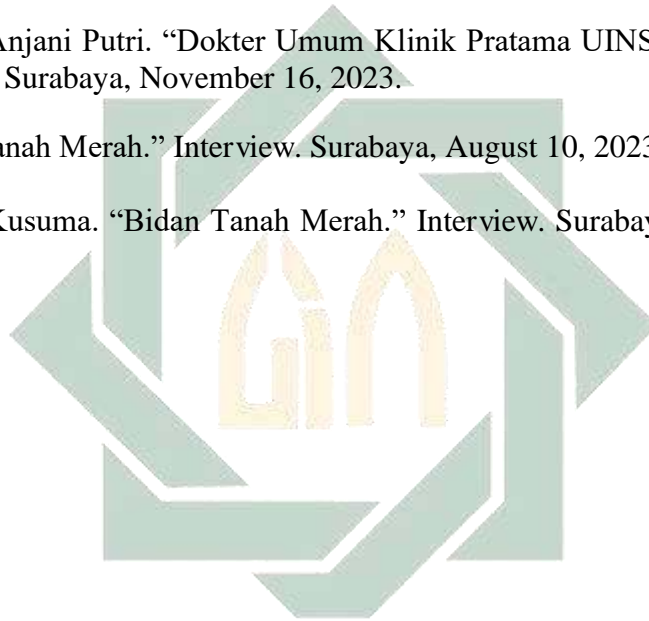 Anjani Putri. “Dokter Umum Klinik Pratama UINS
Surabaya, November 16, 2023.
anah Merah.” Interview. Surabaya, August 10, 2023
Kusuma. “Bidan Tanah Merah.” Interview. Surabay